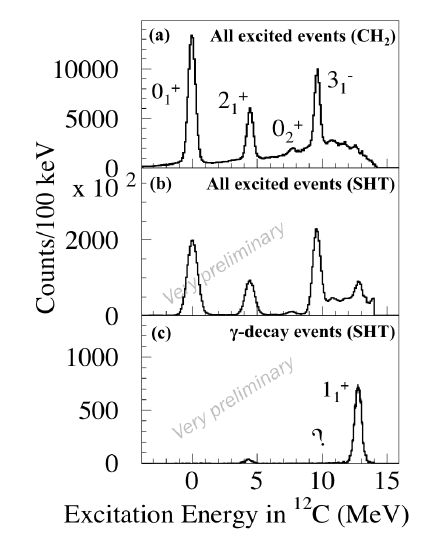 (a) All excited events (CH₂)
0₁⁺ 2₁⁺ 0₂⁺ 3₁⁻
10000
5000
0
x 10²
(b) All excited events (SHT)
Very preliminary
2000
0
(c) γ-decay events (SHT)
Very preliminary
1₁⁺
?
1000
500
0
Counts/100 keV
0 5 10 15
Excitation Energy in ¹²C (MeV)